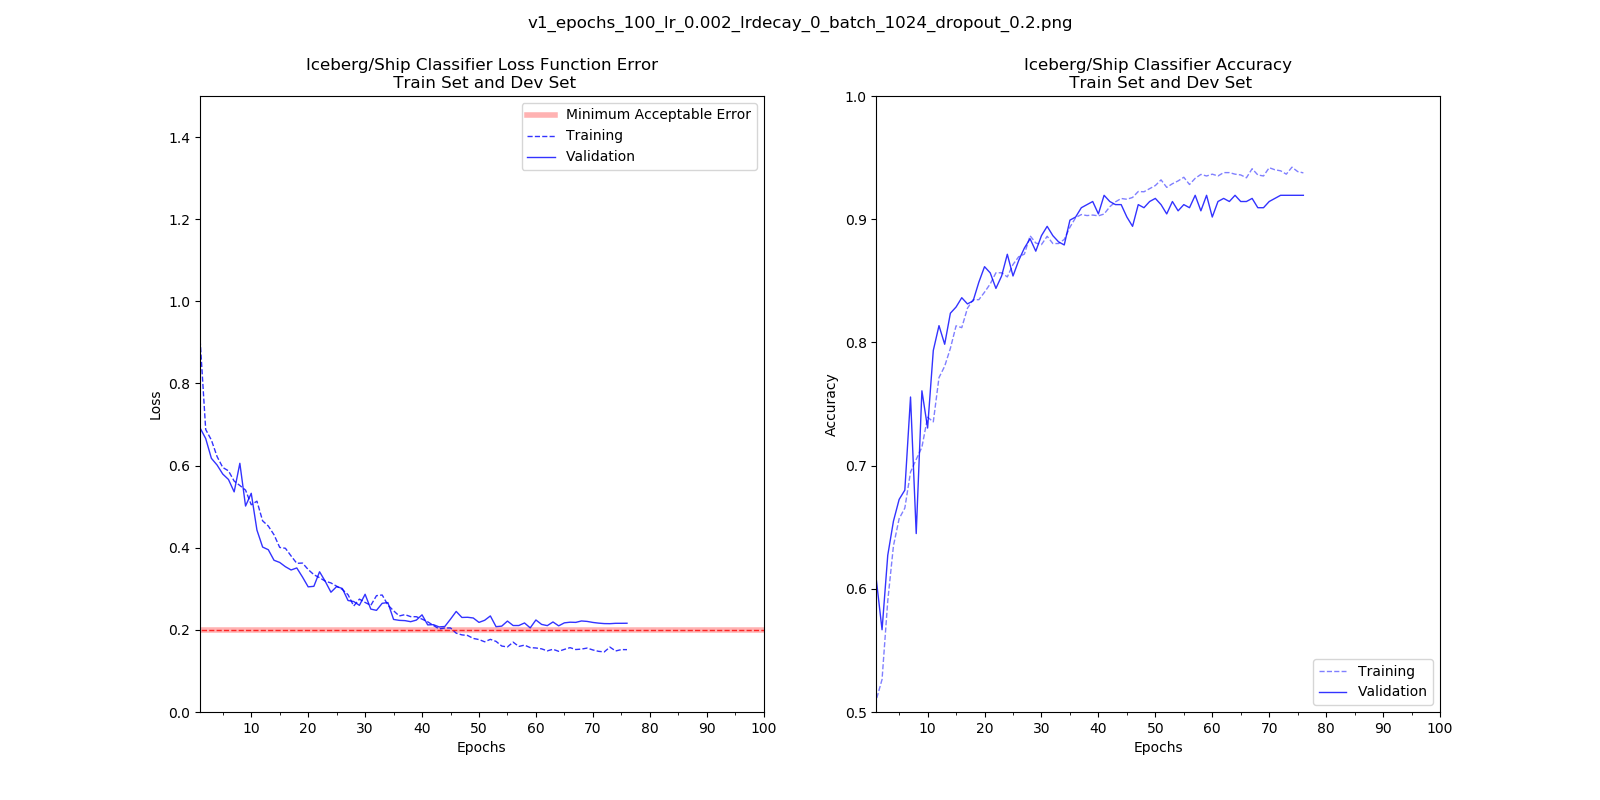 v1_epochs_100_lr_0.002_lrdecay_0_batch_1024_dropout_0.2.png
Iceberg/Ship Classifier Loss Function Error
Train Set and Dev Set
1.4
1.2
1.0
0.8
0.6
0.4
0.2
0.0
Loss
Minimum Acceptable Error
Training
Validation
10 20 30 40 50 60 70 80 90 100
Epochs
Iceberg/Ship Classifier Accuracy
Train Set and Dev Set
1.0
0.9
0.8
0.7
0.6
0.5
Accuracy
Training
Validation
10 20 30 40 50 60 70 80 90 100
Epochs